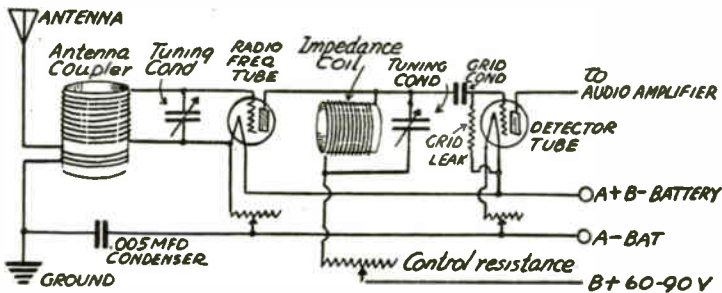 ANTENNA
Antenna
Coupler
Tuning
Cond
RADIO
FREQ
TUBE
Impedance
Coil
TUNING
COND
GRID
COND
TO
AUDIO AMPLIFIER
GRID
LEAK
DETECTOR
TUBE
A+B-BATTERY
.005 MFD
CONDENSER
A-BAT
GROUND
Control resistance
B+60-90V